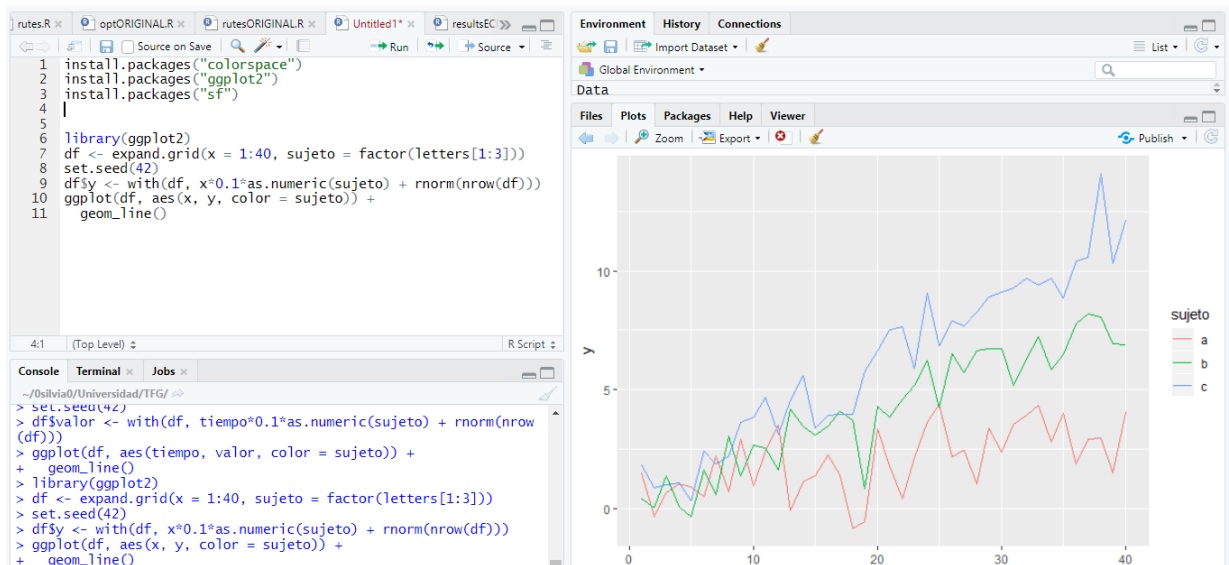 rutes.R
optORIGINAL.R
rutesORIGINAL.R
Untitled1*
resultsEC
Source on Save
Run
Source
1 install.packages("colorspace")
2 install.packages("ggplot2")
3 install.packages("sf")
4
5
6 library(ggplot2)
7 df <- expand.grid(x = 1:40, sujeto = factor(letters[1:3]))
8 set.seed(42)
9 df$y <- with(df, x*0.1*as.numeric(sujeto) + rnorm(nrow(df)))
10 ggplot(df, aes(x, y, color = sujeto)) +
11 geom_line()
4:1 (Top Level) R Script
Console Terminal Jobs
~/0silvia0/Universidad/TFG/
> set.seed(42)
> df$valor <- with(df, tiempo*0.1*as.numeric(sujeto) + rnorm(nrow
(df)))
> ggplot(df, aes(tiempo, valor, color = sujeto)) +
+ geom_line()
> library(ggplot2)
> df <- expand.grid(x = 1:40, sujeto = factor(letters[1:3]))
> set.seed(42)
> df$y <- with(df, x*0.1*as.numeric(sujeto) + rnorm(nrow(df)))
> ggplot(df, aes(x, y, color = sujeto)) +
+ geom_line()
Environment History Connections
Import Dataset List
Global Environment
Data
Files Plots Packages Help Viewer
Zoom Export Publish
10
5
0
y
0 10 20 30 40
sujeto
a
b
c